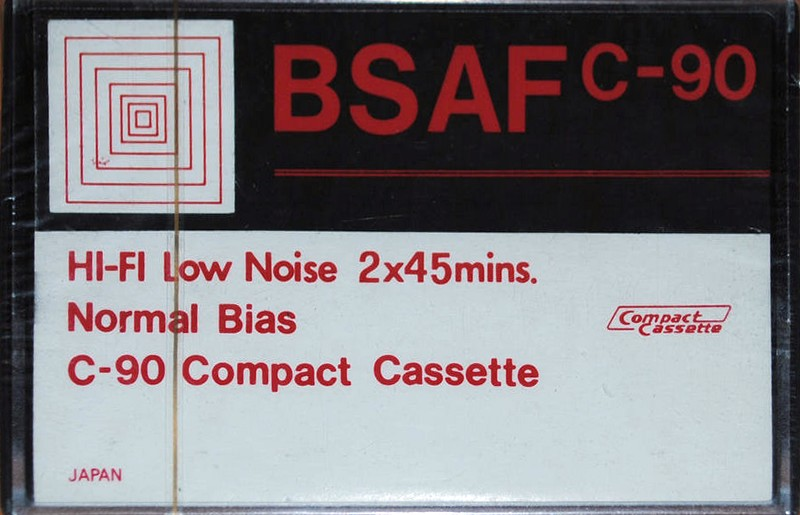 BSAF C-90
HI-FI Low Noise 2x45mins.
Normal Bias
Compact
Cassette
C-90 Compact Cassette
JAPAN